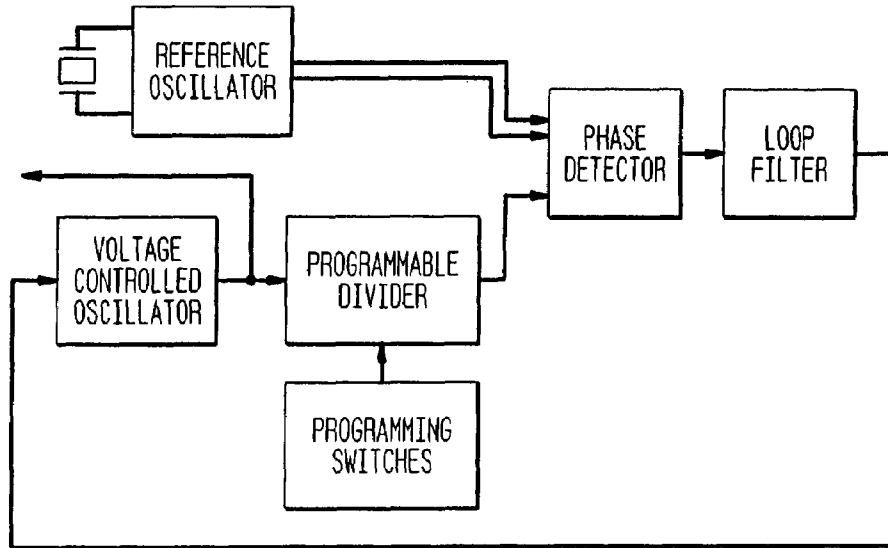 REFERENCE
OSCILLATOR
PHASE
DETECTOR
LOOP
FILTER
VOLTAGE
CONTROLLED
OSCILLATOR
PROGRAMMABLE
DIVIDER
PROGRAMMING
SWITCHES